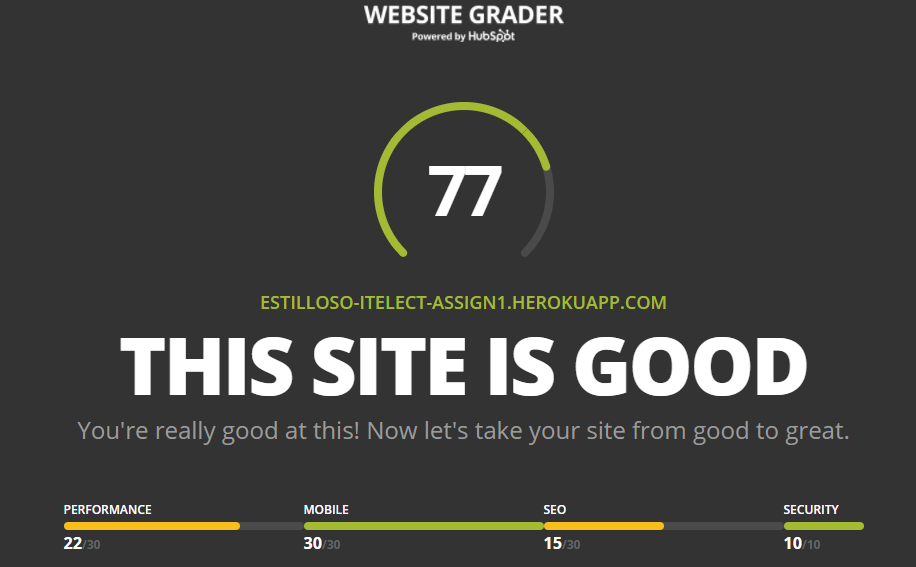 WEBSITE GRADER
Powered by HubSpot
77
ESTILLOSO-ITELECT-ASSIGN1.HEROKUAPP.COM
THIS SITE IS GOOD
You're really good at this! Now let's take your site from good to great.
PERFORMANCE MOBILE SEO SECURITY
22/30 30/30 15/30 10/10